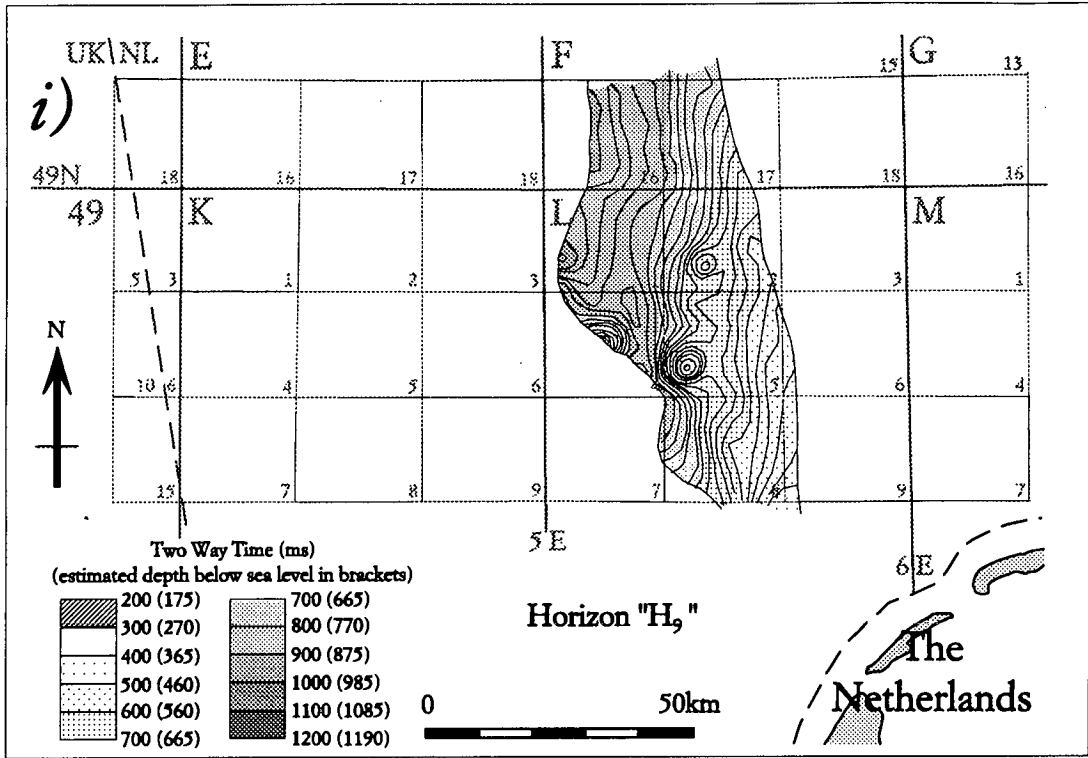 UK\NL E F G
15 13
i)
49N 18 16 17 18 16 17 18 16
49 K L M
5 3 1 2 3 2 3 1
N
10 6 4 5 6 5 6 4
15 7 8 9 7 8 9 7
5°E
6°E
Two Way Time (ms)
(estimated depth below sea level in brackets)
200 (175) 700 (665)
300 (270) 800 (770)
400 (365) 900 (875)
500 (460) 1000 (985)
600 (560) 1100 (1085)
700 (665) 1200 (1190)
Horizon "H₉"
0 50km
The
Netherlands